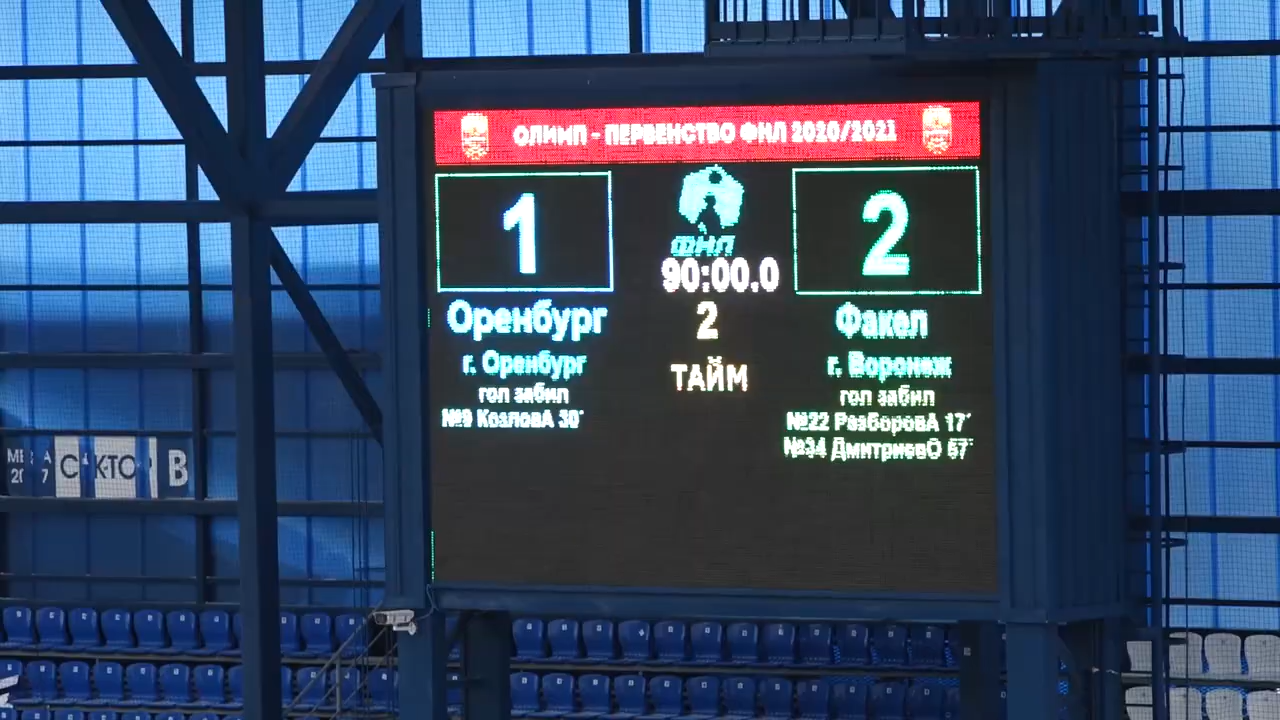 ОЛИМП - ПЕРВЕНСТВО ФНЛ 2020/2021
1
2
ФНЛ
90:00.0
Оренбург
2
Факел
г. Оренбург
ТАЙМ
г. Воронеж
гол забил
гол забил
№9 КозловА 30'
№22 РазборовА 17'
№34 ДмитриевО 67'
СЕКТОР B